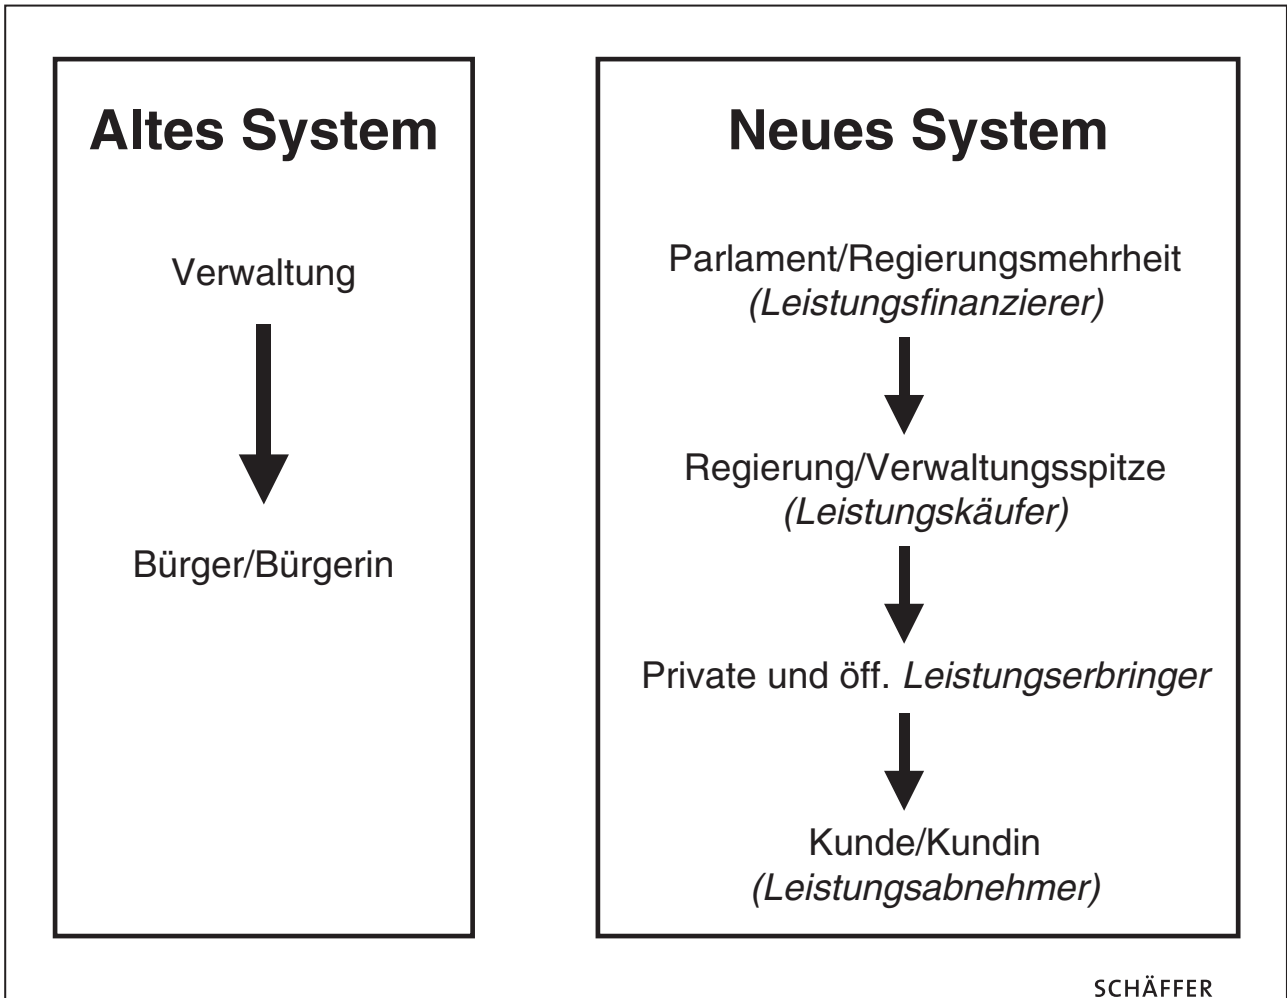 Altes System
Verwaltung
Bürger/Bürgerin
Neues System
Parlament/Regierungsmehrheit
(Leistungsfinanzierer)
Regierung/Verwaltungsspitze
(Leistungskäufer)
Private und öff. Leistungserbringer
Kunde/Kundin
(Leistungsabnehmer)
SCHÄFFER